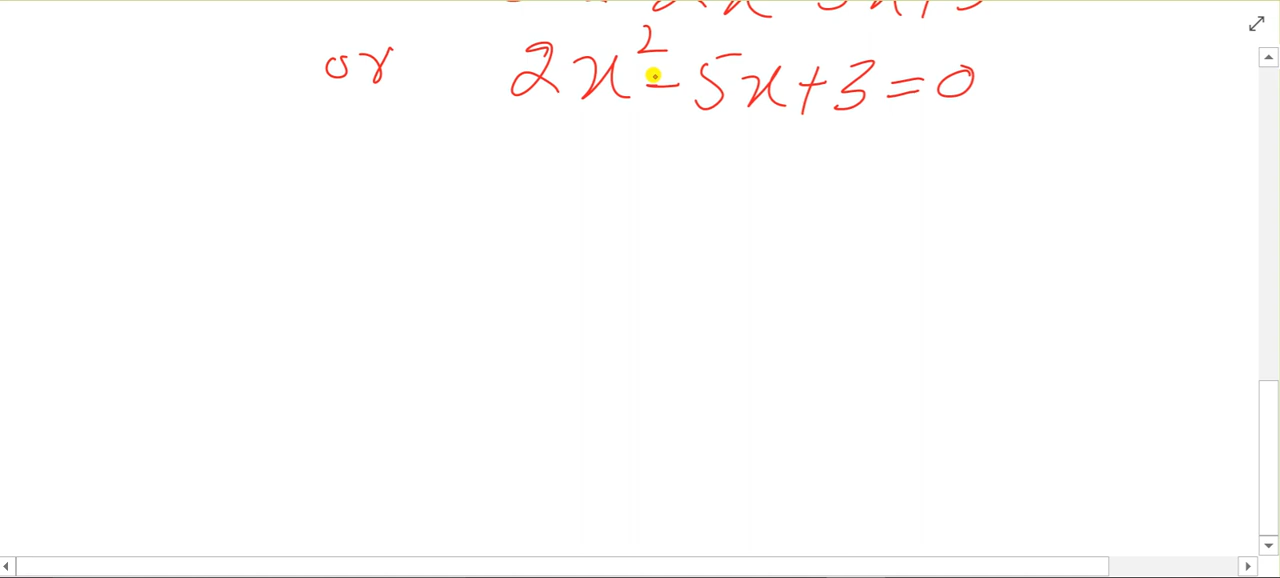 or 2x² - 5x + 3 = 0